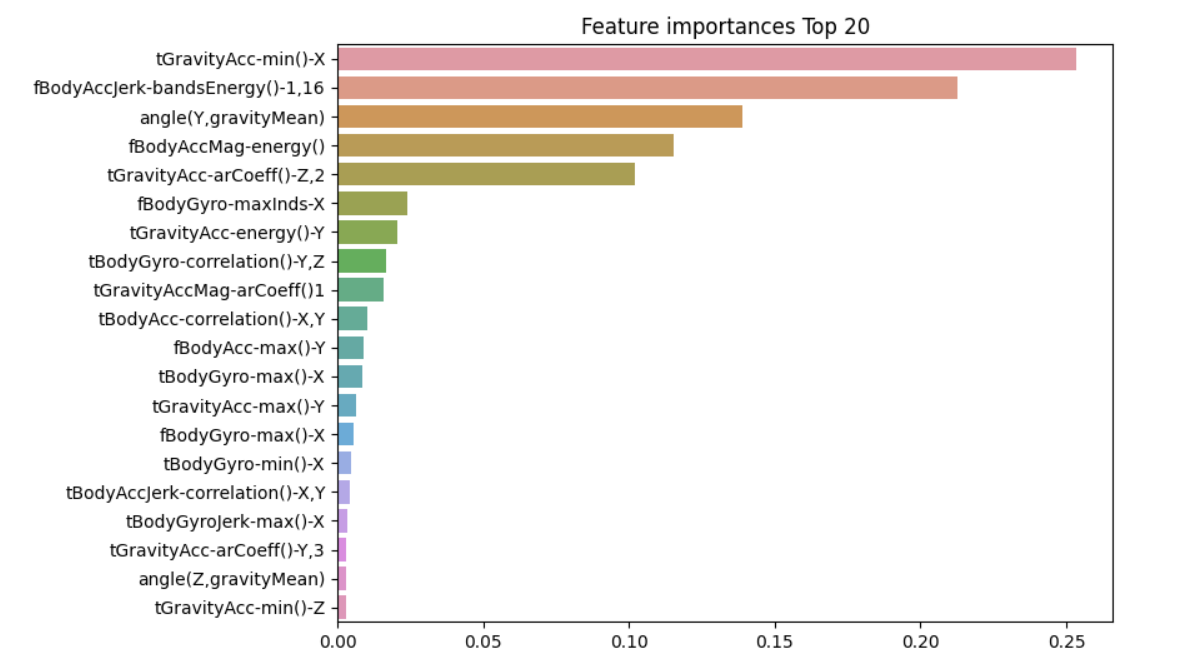 Feature importances Top 20
tGravityAcc-min()-X
fBodyAccJerk-bandsEnergy()-1,16
angle(Y,gravityMean)
fBodyAccMag-energy()
tGravityAcc-arCoeff()-Z,2
fBodyGyro-maxInds-X
tGravityAcc-energy()-Y
tBodyGyro-correlation()-Y,Z
tGravityAccMag-arCoeff()1
tBodyAcc-correlation()-X,Y
fBodyAcc-max()-Y
tBodyGyro-max()-X
tGravityAcc-max()-Y
fBodyGyro-max()-X
tBodyGyro-min()-X
tBodyAccJerk-correlation()-X,Y
tBodyGyroJerk-max()-X
tGravityAcc-arCoeff()-Y,3
angle(Z,gravityMean)
tGravityAcc-min()-Z
0.00 0.05 0.10 0.15 0.20 0.25